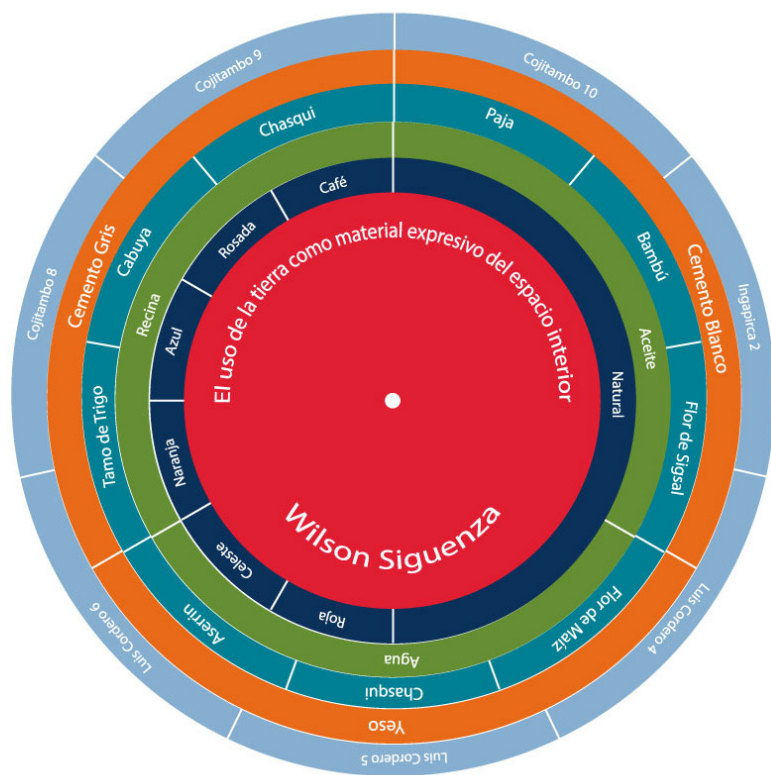 El uso de la tierra como material expresivo del espacio interior
Wilson Siguenza
Natural
Roja
Celeste
Naranja
Azul
Rosada
Café
Aceite
Agua
Recina
Paja
Bambú
Flor de Sigsal
Flor de Maíz
Chasqui
Aserrín
Tamo de Trigo
Cabuya
Chasqui
Cemento Blanco
Yeso
Cemento Gris
Cojitambo 10
Ingapirca 2
Luis Cordero 4
Luis Cordero 5
Luis Cordero 6
Cojitambo 8
Cojitambo 9